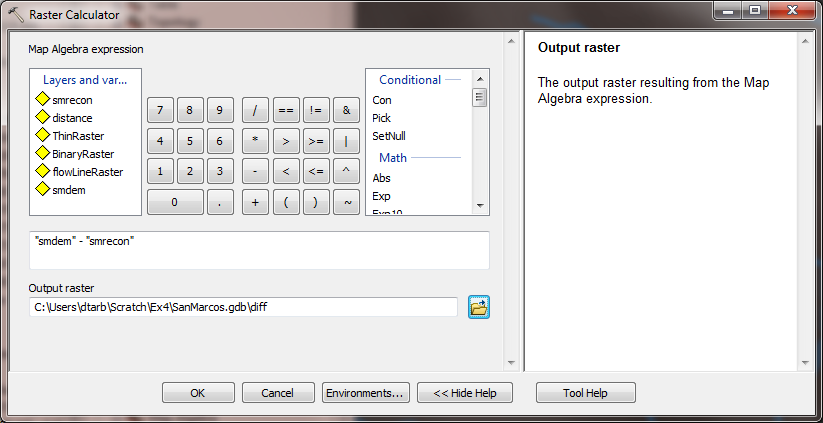 Raster Calculator
Map Algebra expression
Layers and var...
smrecon
distance
ThinRaster
BinaryRaster
flowLineRaster
smdem
7 8 9 / == != &
4 5 6 * > >= |
1 2 3 - < <= ^
0 . + ( ) ~
Conditional
Con
Pick
SetNull
Math
Abs
Exp
Exp10
"smdem" - "smrecon"
Output raster
C:\Users\dtarb\Scratch\Ex4\SanMarcos.gdb\diff
OK Cancel Environments... << Hide Help Tool Help
Output raster
The output raster resulting from the Map
Algebra expression.